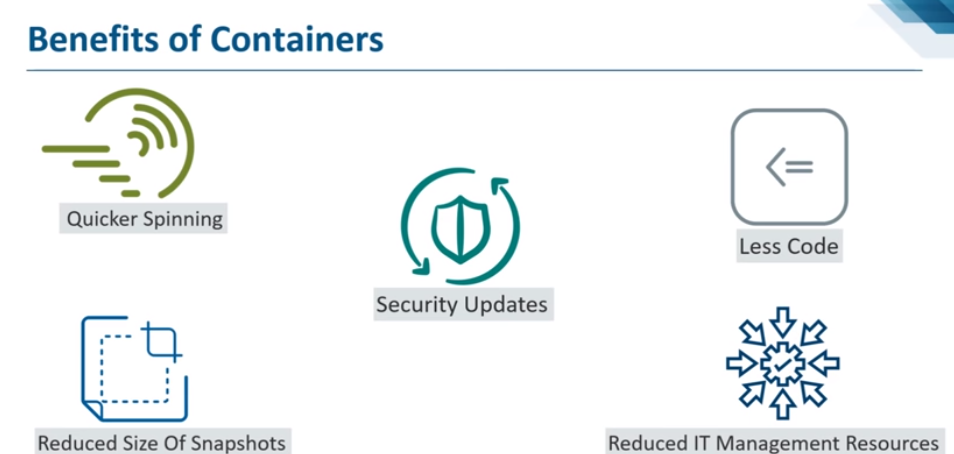 Benefits of Containers
Quicker Spinning
Less Code
Security Updates
Reduced Size Of Snapshots
Reduced IT Management Resources